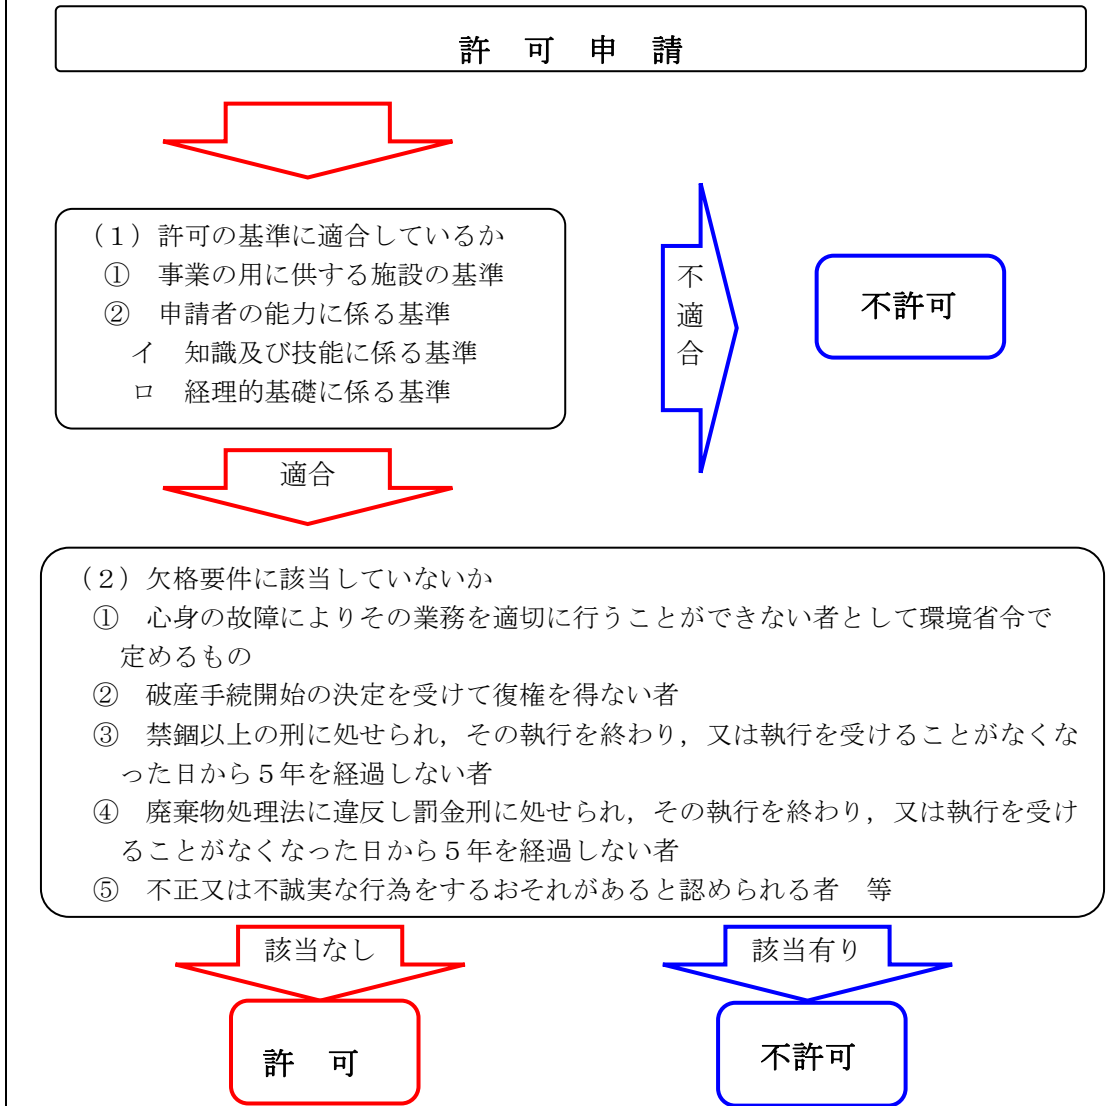 許 可 申 請
(1)許可の基準に適合しているか
① 事業の用に供する施設の基準
② 申請者の能力に係る基準
イ 知識及び技能に係る基準
ロ 経理的基礎に係る基準
不適合
不許可
適合
(2)欠格要件に該当していないか
① 心身の故障によりその業務を適切に行うことができない者として環境省令で
定めるもの
② 破産手続開始の決定を受けて復権を得ない者
③ 禁錮以上の刑に処せられ,その執行を終わり,又は執行を受けることがなくな
った日から5年を経過しない者
④ 廃棄物処理法に違反し罰金刑に処せられ,その執行を終わり,又は執行を受け
ることがなくなった日から5年を経過しない者
⑤ 不正又は不誠実な行為をするおそれがあると認められる者 等
該当なし
該当有り
許 可
不許可